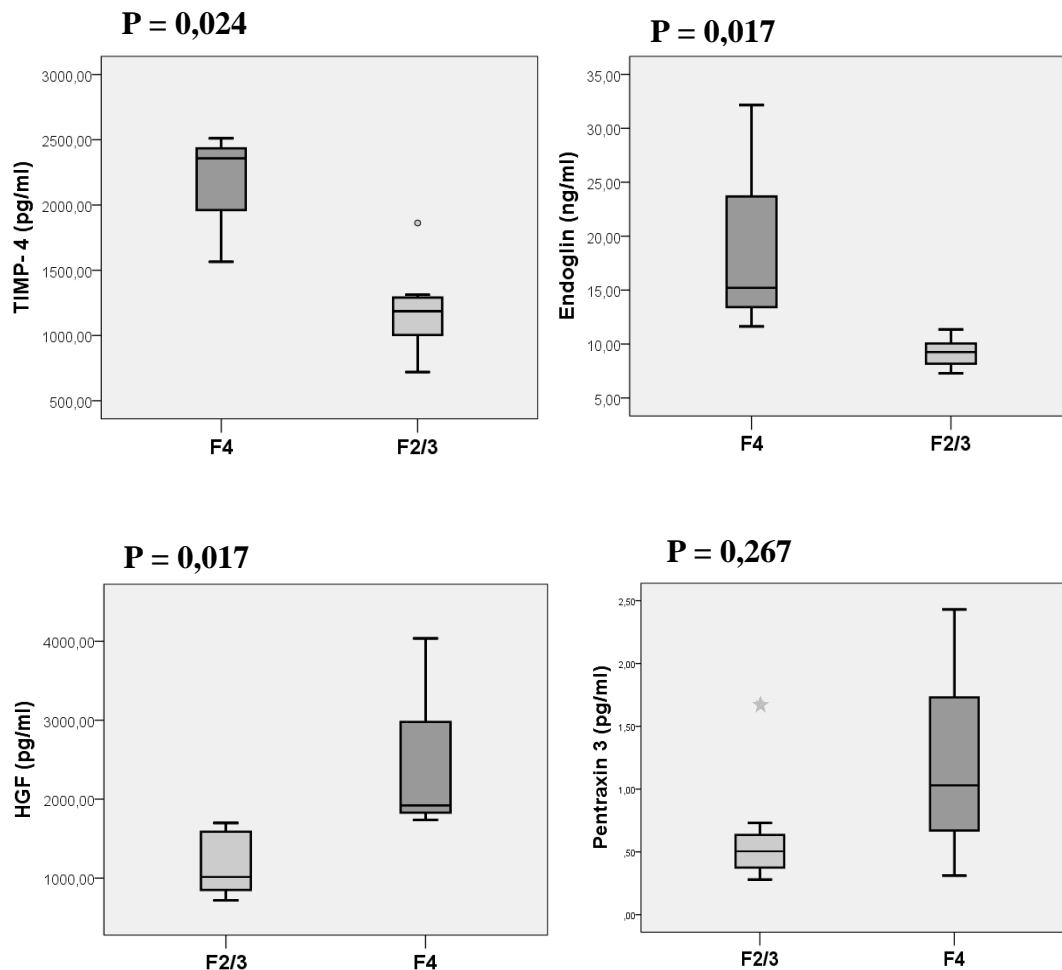 P = 0,024
TIMP- 4 (pg/ml)
3000,00
2500,00
2000,00
1500,00
1000,00
500,00
F4
F2/3
P = 0,017
Endoglin (ng/ml)
35,00
30,00
25,00
20,00
15,00
10,00
5,00
F4
F2/3
P = 0,017
HGF (pg/ml)
4000,00
3000,00
2000,00
1000,00
F2/3
F4
P = 0,267
Pentraxin 3 (pg/ml)
2,50
2,00
1,50
1,00
,50
,00
F2/3
F4